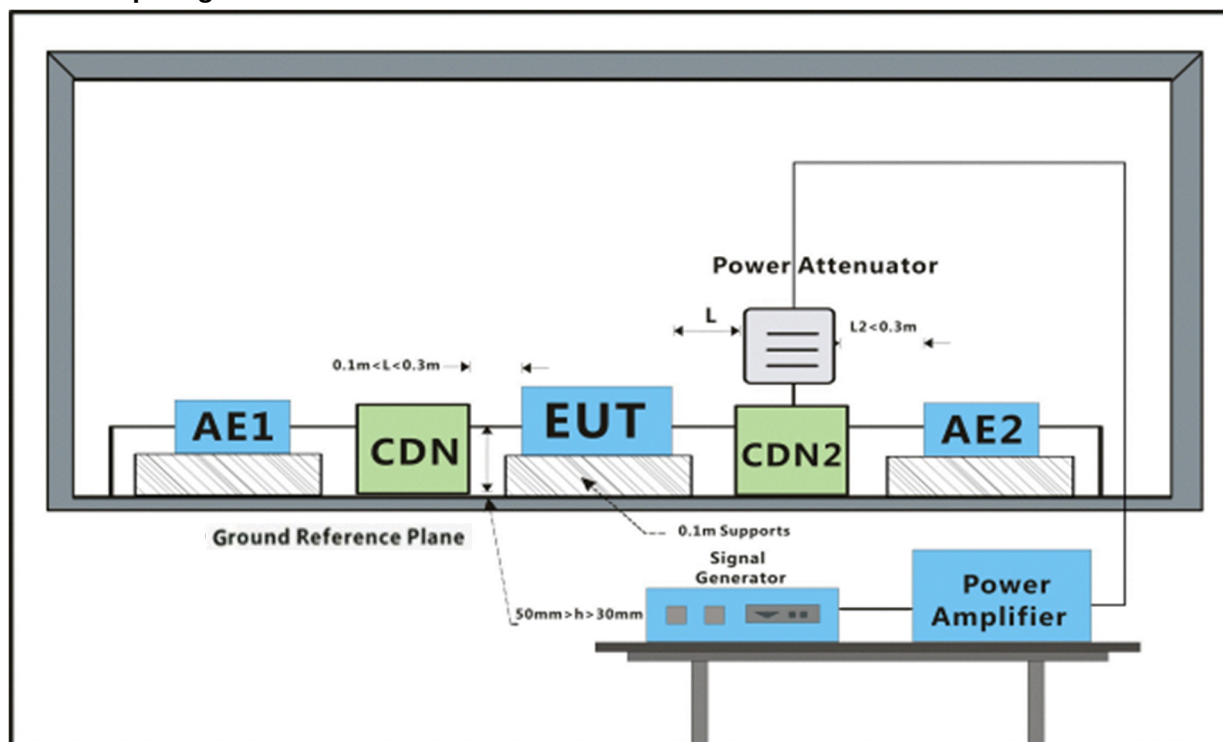 Power Attenuator
L
L2<0.3m
0.1m<L<0.3m
AE1
CDN
EUT
CDN2
AE2
Ground Reference Plane
0.1m Supports
Signal
Generator
50mm>h>30mm
Power
Amplifier